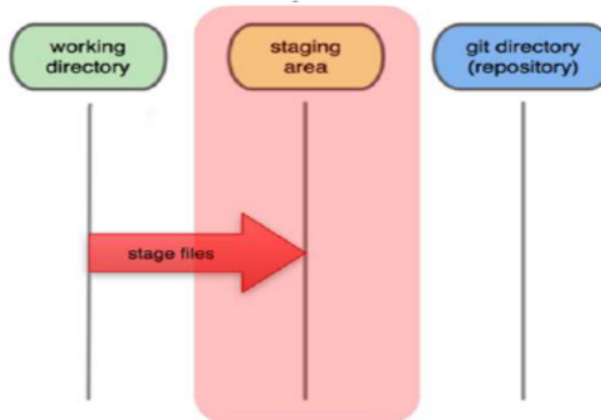 working
directory
staging
area
git directory
(repository)
stage files